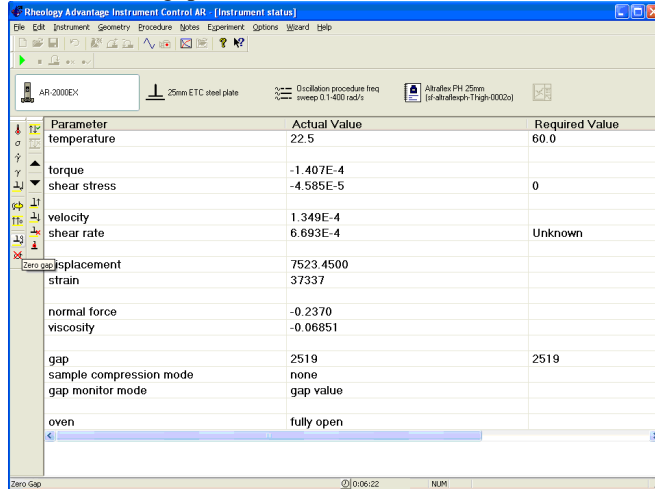 Rheology Advantage Instrument Control AR - [Instrument status]
File Edit Instrument Geometry Procedure Notes Experiment Options Wizard Help
AR-2000EX
25mm ETC steel plate
Oscillation procedure freq
sweep 0.1-400 rad/s
Altraflex PH 25mm
(sf-altraflexph-Thigh-0002o)
Parameter Actual Value Required Value
temperature 22.5 60.0
torque -1.407E-4
shear stress -4.585E-5 0
velocity 1.349E-4
shear rate 6.693E-4 Unknown
Zero gap
displacement 7523.4500
strain 37337
normal force -0.2370
viscosity -0.06851
gap 2519 2519
sample compression mode none
gap monitor mode gap value
oven fully open
Zero Gap 0:06:22 NUM